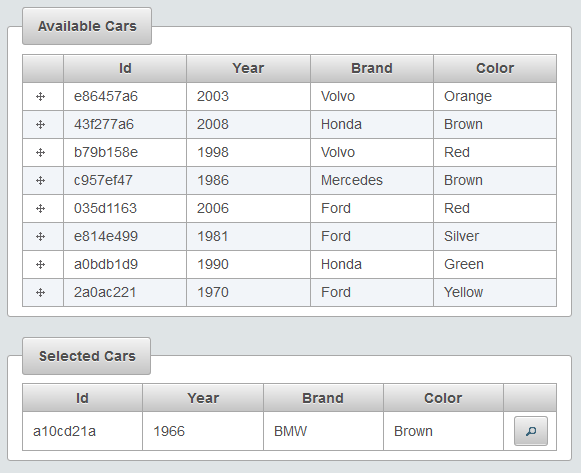 Available Cars
Id Year Brand Color
e86457a6 2003 Volvo Orange
43f277a6 2008 Honda Brown
b79b158e 1998 Volvo Red
c957ef47 1986 Mercedes Brown
035d1163 2006 Ford Red
e814e499 1981 Ford Silver
a0bdb1d9 1990 Honda Green
2a0ac221 1970 Ford Yellow
Selected Cars
Id Year Brand Color
a10cd21a 1966 BMW Brown